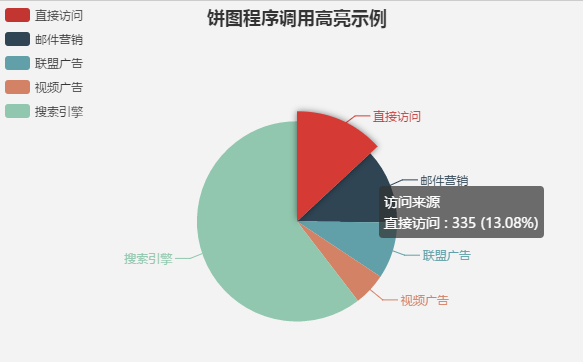 饼图程序调用高亮示例
直接访问
邮件营销
联盟广告
视频广告
搜索引擎
直接访问
邮件营销
访问来源
直接访问 : 335 (13.08%)
联盟广告
搜索引擎
视频广告